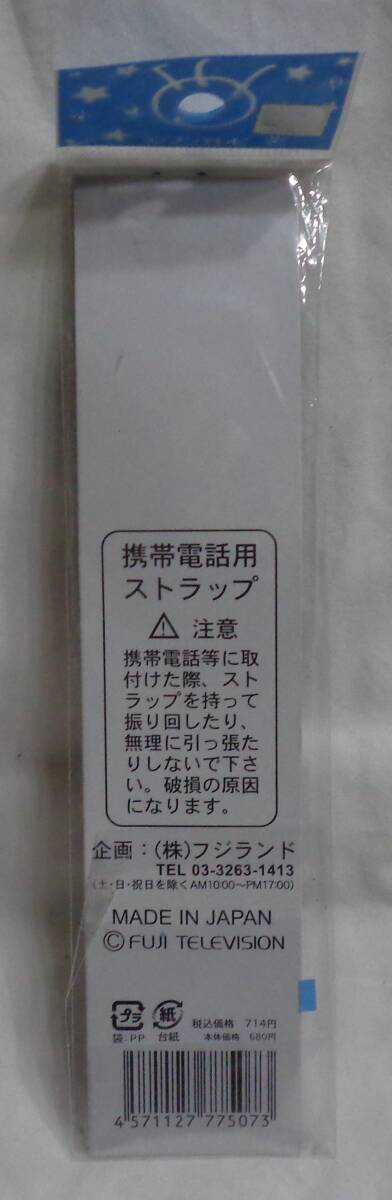 携帯電話用
ストラップ
⚠ 注意
携帯電話等に取
付けた際、スト
ラップを持って
振り回したり、
無理に引っ張た
りしないで下さ
い。破損の原因
になります。
企画：(株)フジランド
TEL 03-3263-1413
(土・日・祝日を除くAM10:00～PM17:00)
MADE IN JAPAN
© FUJI TELEVISION
プラ 紙 税込価格 714円
袋:PP 台紙 本体価格 680円
4 571127 775073